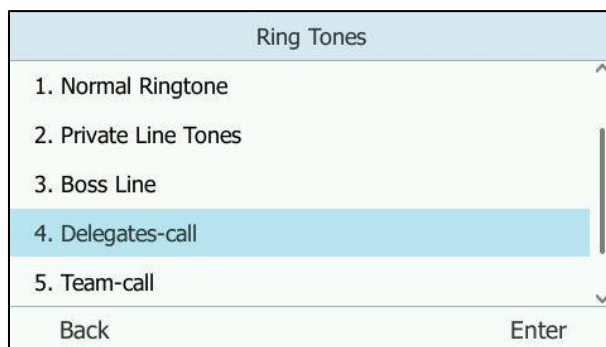 Ring Tones
1. Normal Ringtone
2. Private Line Tones
3. Boss Line
4. Delegates-call
5. Team-call
Back Enter